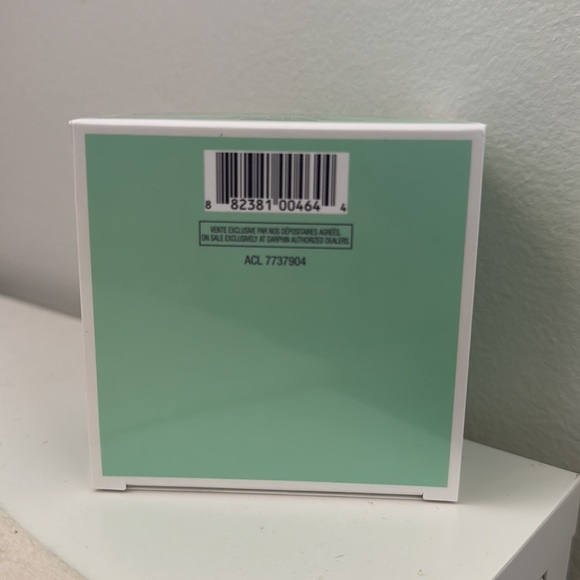 8 82381 00464 4
VENTE EXCLUSIVE PAR NOS DÉPOSITAIRES AGRÉÉS.
ON SALE EXCLUSIVELY AT DARPHIN AUTHORIZED DEALERS.
ACL 7737904